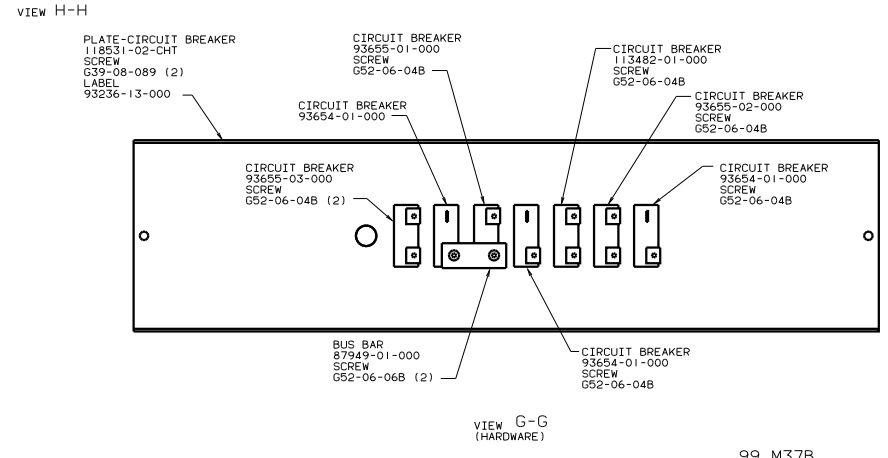 VIEW H-H
PLATE-CIRCUIT BREAKER
118531-02-CHT
SCREW
G39-08-089 (2)
LABEL
93236-13-000
CIRCUIT BREAKER
93655-01-000
SCREW
G52-06-04B
CIRCUIT BREAKER
113482-01-000
SCREW
G52-06-04B
CIRCUIT BREAKER
93654-01-000
CIRCUIT BREAKER
93655-02-000
SCREW
G52-06-04B
CIRCUIT BREAKER
93655-03-000
SCREW
G52-06-04B (2)
CIRCUIT BREAKER
93654-01-000
SCREW
G52-06-04B
BUS BAR
87949-01-000
SCREW
G52-06-06B (2)
CIRCUIT BREAKER
93654-01-000
SCREW
G52-06-04B
VIEW G-G
(HARDWARE)
99 M37B